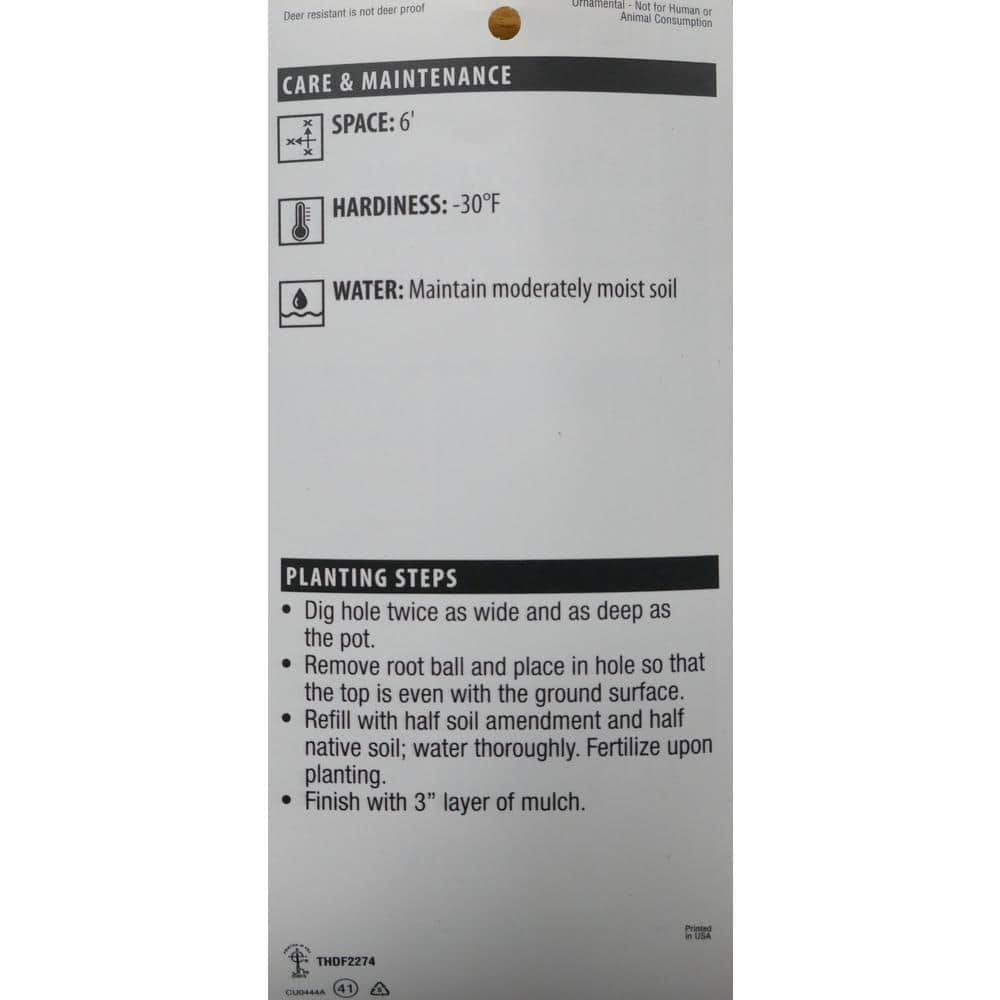 Deer resistant is not deer proof
Ornamental - Not for Human or
Animal Consumption
CARE & MAINTENANCE
SPACE: 6'
HARDINESS: -30°F
WATER: Maintain moderately moist soil
PLANTING STEPS
• Dig hole twice as wide and as deep as
the pot.
• Remove root ball and place in hole so that
the top is even with the ground surface.
• Refill with half soil amendment and half
native soil; water thoroughly. Fertilize upon
planting.
• Finish with 3” layer of mulch.
Printed
in USA
THDF2274
CU0444A 41